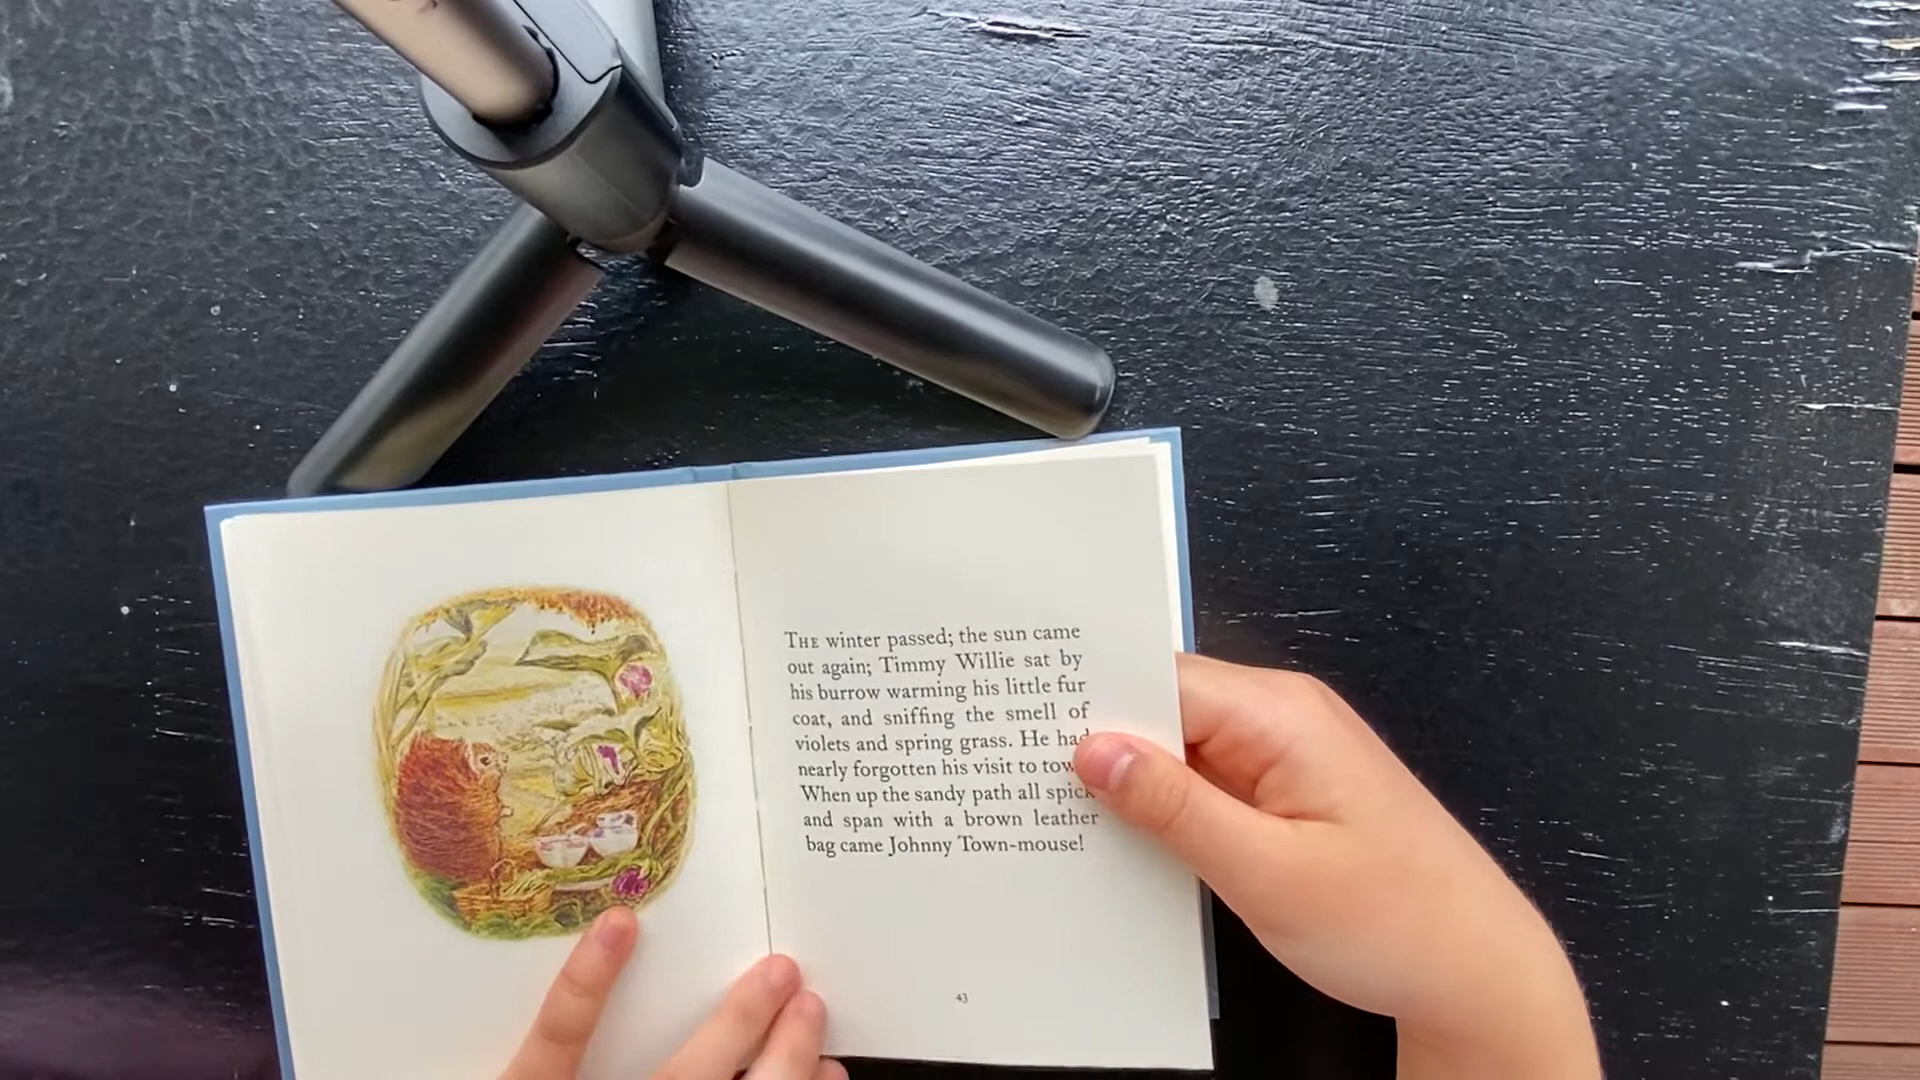 THE winter passed; the sun came
out again; Timmy Willie sat by
his burrow warming his little fur
coat, and sniffing the smell of
violets and spring grass. He had
nearly forgotten his visit to
When up the sandy path all spick
and span with a brown leather
bag came Johnny Town-mouse!
43